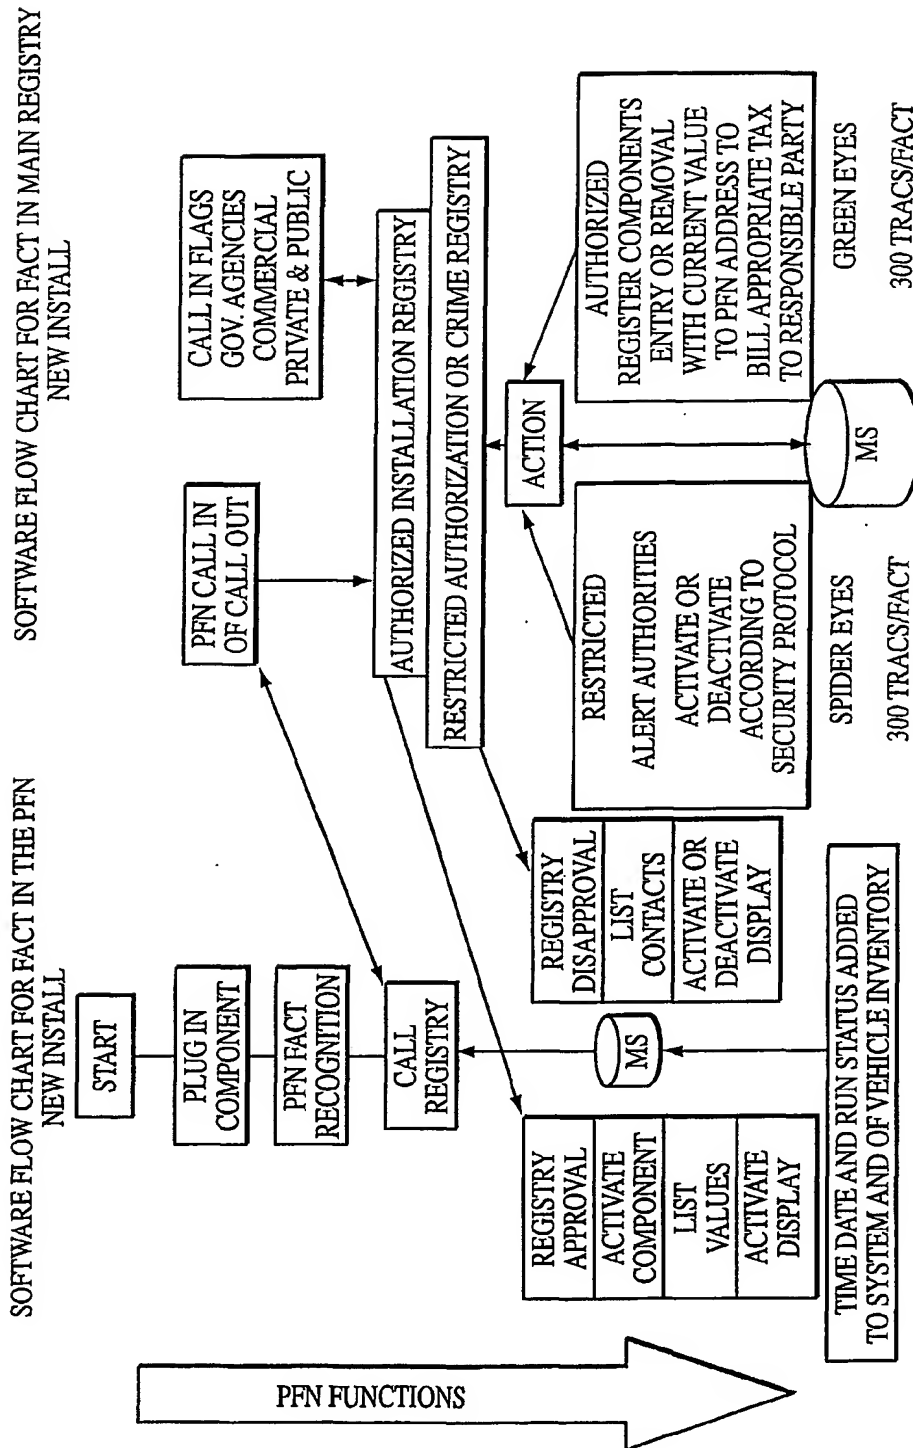 SOFTWARE FLOW CHART FOR FACT IN THE PFN
NEW INSTALL
START
PLUG IN
COMPONENT
PFN FACT
RECOGNITION
CALL
REGISTRY
MS
REGISTRY
APPROVAL
ACTIVATE
COMPONENT
LIST
VALUES
ACTIVATE
DISPLAY
REGISTRY
DISAPPROVAL
LIST
CONTACTS
ACTIVATE OR
DEACTIVATE
DISPLAY
TIME DATE AND RUN STATUS ADDED
TO SYSTEM AND OF VEHICLE INVENTORY
PFN FUNCTIONS
SOFTWARE FLOW CHART FOR FACT IN MAIN REGISTRY
NEW INSTALL
PFN CALL IN
OF CALL OUT
CALL IN FLAGS
GOV. AGENCIES
COMMERCIAL
PRIVATE & PUBLIC
AUTHORIZED INSTALLATION REGISTRY
RESTRICTED AUTHORIZATION OR CRIME REGISTRY
ACTION
RESTRICTED
ALERT AUTHORITIES
ACTIVATE OR
DEACTIVATE
ACCORDING TO
SECURITY PROTOCOL
MS
AUTHORIZED
REGISTER COMPONENTS
ENTRY OR REMOVAL
WITH CURRENT VALUE
TO PFN ADDRESS TO
BILL APPROPRIATE TAX
TO RESPONSIBLE PARTY
SPIDER EYES
300 TRACS/FACT
GREEN EYES
300 TRACS/FACT